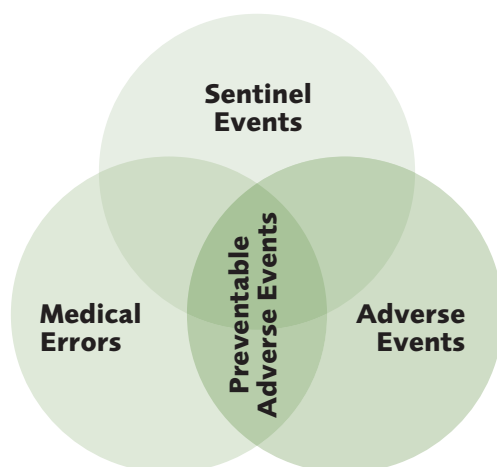 Sentinel
Events
Medical
Errors
Preventable
Adverse Events
Adverse
Events